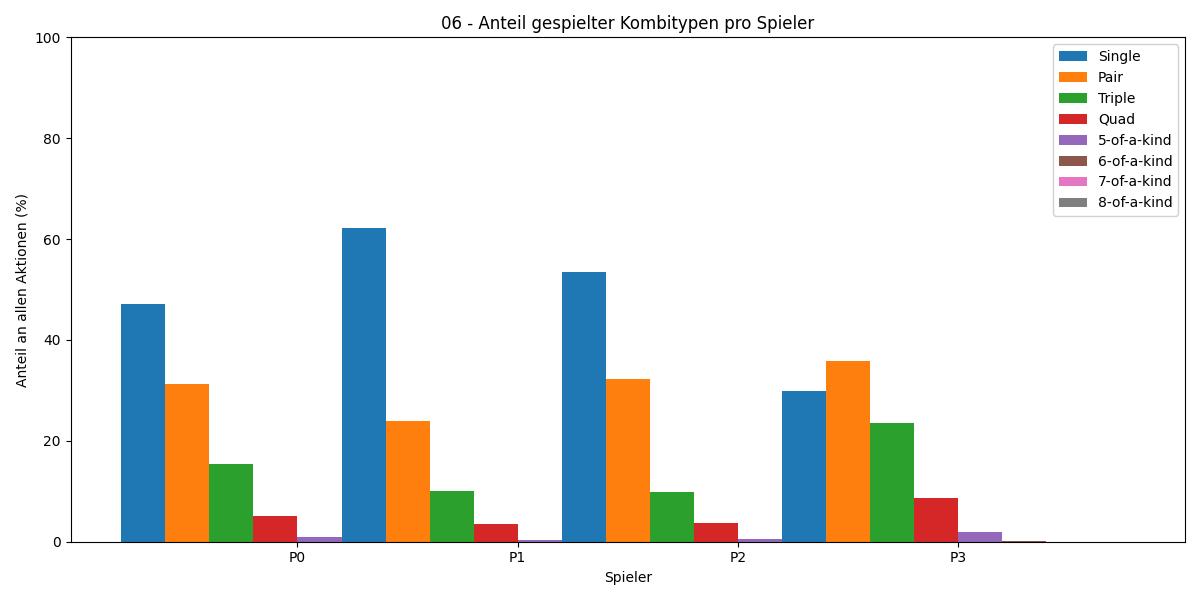 06 - Anteil gespielter Kombitypen pro Spieler
Anteil an allen Aktionen (%)
100
80
60
40
20
0
Single
Pair
Triple
Quad
5-of-a-kind
6-of-a-kind
7-of-a-kind
8-of-a-kind
P0
P1
P2
P3
Spieler